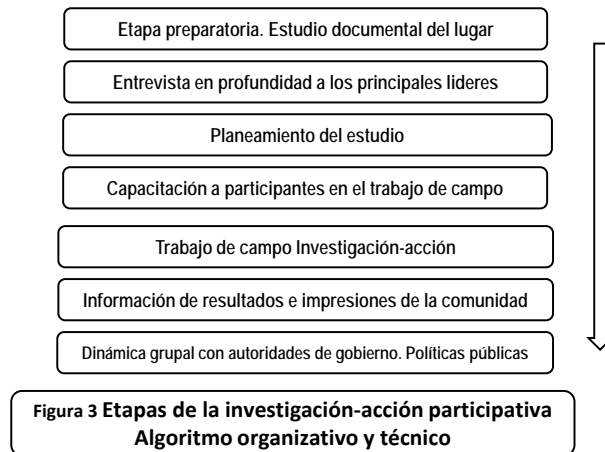 Etapa preparatoria. Estudio documental del lugar
Entrevista en profundidad a los principales lideres
Planeamiento del estudio
Capacitación a participantes en el trabajo de campo
Trabajo de campo Investigación-acción
Información de resultados e impresiones de la comunidad
Dinámica grupal con autoridades de gobierno. Políticas públicas
Figura 3 Etapas de la investigación-acción participativa
Algoritmo organizativo y técnico